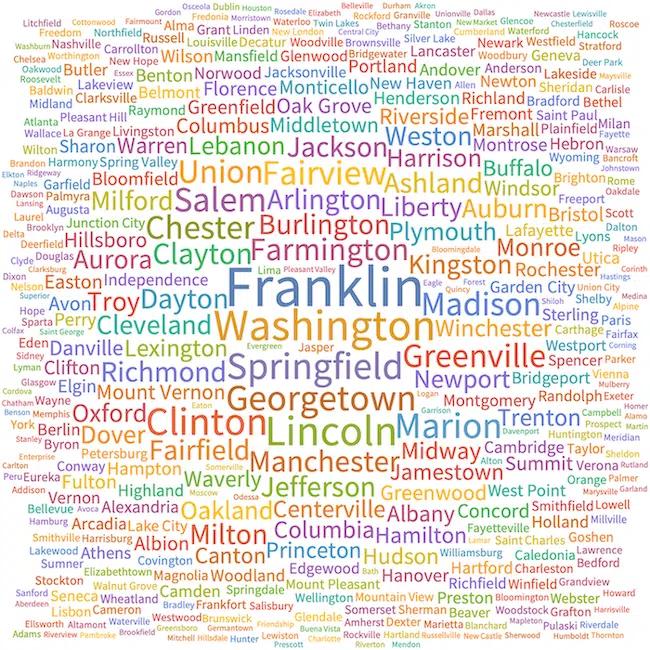 Gordon Osceola Dublin Houston Belleville Durham Akron
Litchfield Cottonwood Fairmont Fredonia Morristown Rosedale Elizabeth Rockford Granville Unionville Dallas Newcastle Lewisville
Freedom Northfield Alma Grant Linden New London Waterloo Twin Lakes Bethany Stanton New Market Glencoe Chesterfield Roscoe
Washburn Nashville Russell Louisville Decatur Woodville Central City Brownsville Silver Lake Cumberland Waterford Hancock
Chelsea Worthington Carrollton Wilson Mansfield Glenwood Bridgewater Lancaster Newark Westfield Stratford
Oakwood Butler New Hope Benton Norwood Jacksonville Portland Andover Woodbury Anderson Geneva Deer Park
Roosevelt Lakeview Essex Florence Monticello New Haven Allen Newton Lakeside Maysville
Baldwin Clarksville Belmont Greenfield Oak Grove Henderson Richland Sheridan Carlisle
Midland Raymond Riverside Fremont Bradford Bethel
Atlanta Pleasant Hill Columbus Middletown Marshall Saint Paul Milan
Wallace La Grange Livingston Warren Lebanon Jackson Weston Montrose Plainfield Fayette
Wilton Sharon Harrison Hebron Warsaw
Brandon Harmony Spring Valley Union Fairview Buffalo Wyoming Bancroft
Elkton Ridgeway Bloomfield Ashland Windsor Brighton Rome Johnstown
Naples Garfield Milford Salem Arlington Liberty Auburn Freeport Oakdale
Dawson Palmyra Lansing Augusta Chester Burlington Plymouth Bristol Scott
Laurel Brooklyn Junction City Lafayette Lyons Dalton
Delta Hillsboro Clayton Farmington Monroe Mason
Deerfield Aurora Bloomingdale Kingston Utica Ripley
Clyde Douglas Lima Pleasant Valley Rochester Corinth
Dixon Clarksburg Easton Independence Franklin Eagle Forest Garden City Union City Hastings
Nelson Superior Avon Troy Dayton Quincy Madison Shiloh Shelby Medina
Hope Alpine
Sparta Perry Cleveland Washington Winchester Sterling Paris
Colfax Saint George Carthage Fairfax
Eden Danville Lexington Evergreen Jasper Greenville Westport Corning
Sidney Clifton Richmond Springfield Spencer Parker
Lyman Newport Bridgeport Vienna
Glasgow Elgin Mount Vernon Georgetown Logan Montgomery Randolph Mulberry
Cordova Wayne Exeter
Chatham Oxford Clinton Eaton Lincoln Garrison Marion Trenton Campbell Homer
Benson Memphis Davenport Alamo
York Berlin Dover Huntington Prospect Martin
Stanley Byron Petersburg Fairfield Manchester Midway Cambridge Taylor Meridian
Enterprise Somerville Sheldon
Carlton Conway Hampton Waverly Jamestown Alton Summit Verona Rutland
Peru Eureka Fulton Jefferson Greenwood West Point Orange Palmer
Addison Highland Moscow Odessa Marysville Garland
Vernon Alexandria Oakland Centerville Albany Concord Smithfield Lowell
Bellevue Avoca
Hamburg Arcadia Lake City Milton Columbia Hamilton Fayetteville Holland Millville
Smithville Harrisburg Albion Lamar Saint Charles Goshen
Lakewood Athens Canton Princeton Hudson Williamsburg Caledonia Lawrence
Sumner Covington Edgewood Bath Hartford Charleston Bedford
Stockton Elizabethtown Magnolia Woodland Hanover Richfield Winfield Grandview
Sanford Seneca Walnut Grove Camden Springdale Mount Pleasant Preston Bloomington Webster Howard
Aberdeen Wheatland Bradley Wellington Mountain View Beaver
Lisbon Cameron Frankfort Salisbury Somerset Sherman Grafton Harrisville
Ellsworth Altamont Waterville Westwood Brunswick Friendship Glendale Amherst Dexter Marietta Blanchard Mapleton Pulaski Riverdale
Adams Riverview Pembroke Brookfield Greensboro Germantown Buena Vista Rockville Hartland Russellville New Castle Sherwood Humboldt Thornton
Mitchell Hillsdale Hunter Lewiston Charlotte
Prescott Riverton Mendon